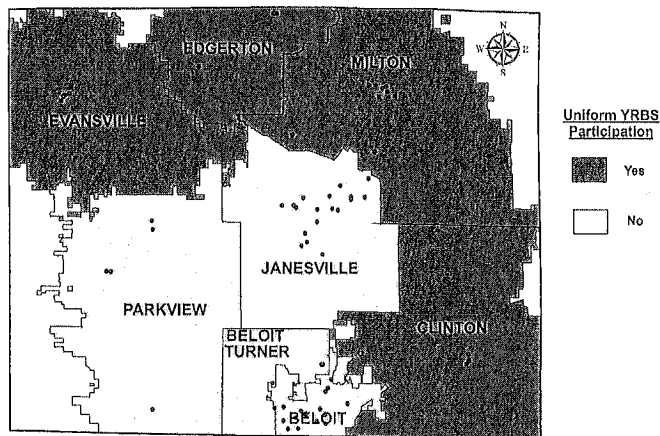 EDGERTON
MILTON
N
W
E
S
EVANSVILLE
Uniform YRBS
Participation
Yes
No
JANESVILLE
PARKVIEW
CLINTON
BELOIT
TURNER
BELOIT